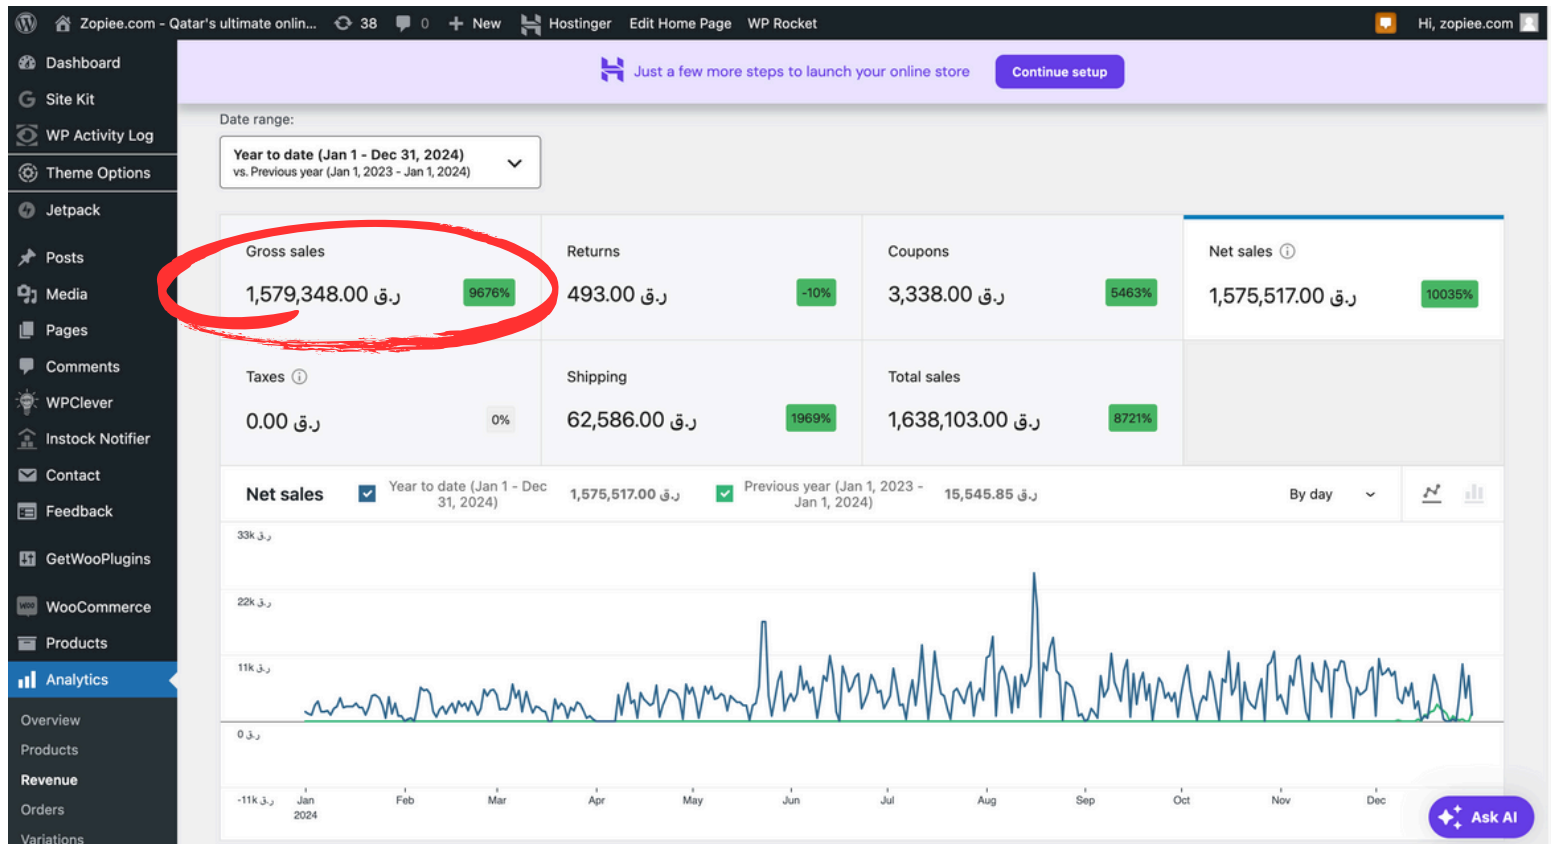 Zopiee.com - Qatar's ultimate onlin... 38 0 New Hostinger Edit Home Page WP Rocket Hi, zopiee.com
Dashboard
Site Kit
WP Activity Log
Theme Options
Jetpack
Posts
Media
Pages
Comments
WPClever
Instock Notifier
Contact
Feedback
GetWooPlugins
WooCommerce
Products
Analytics
Overview
Products
Revenue
Orders
Variations
Just a few more steps to launch your online store Continue setup
Date range:
Year to date (Jan 1 - Dec 31, 2024)
vs. Previous year (Jan 1, 2023 - Jan 1, 2024)
Gross sales
1,579,348.00 ر.ق 9676%
Returns
493.00 ر.ق -10%
Coupons
3,338.00 ر.ق 5463%
Net sales
1,575,517.00 ر.ق 10035%
Taxes
0.00 ر.ق 0%
Shipping
62,586.00 ر.ق 1969%
Total sales
1,638,103.00 ر.ق 8721%
Net sales
Year to date (Jan 1 - Dec
31, 2024)
1,575,517.00 ر.ق
Previous year (Jan 1, 2023 -
Jan 1, 2024)
15,545.85 ر.ق
By day
33k ر.ق
22k ر.ق
11k ر.ق
0 ر.ق
-11k ر.ق
Jan Feb Mar Apr May Jun Jul Aug Sep Oct Nov Dec
2024
Ask AI